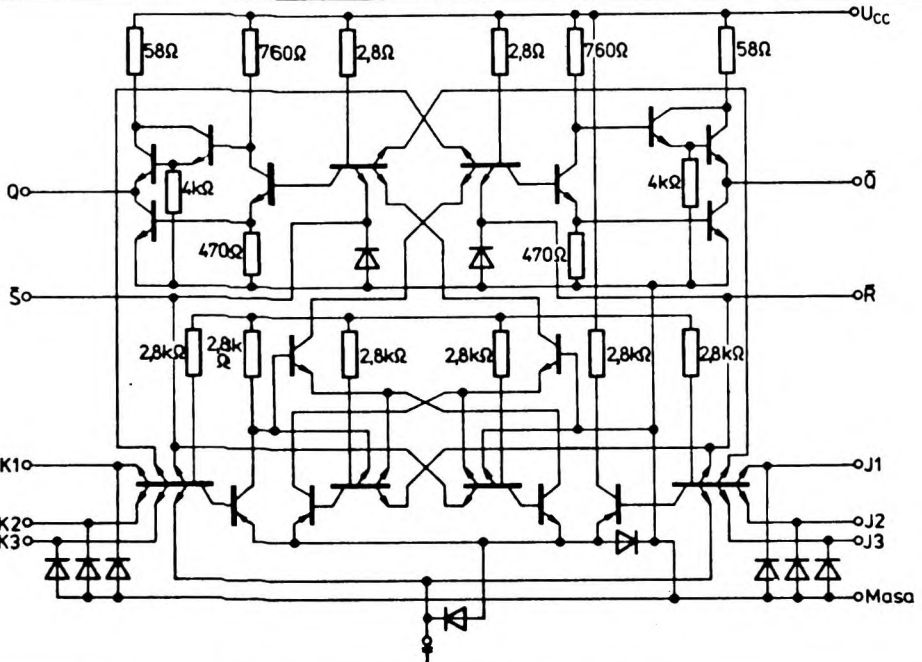 UCC
58Ω 760Ω 2,8Ω 2,8Ω 760Ω 58Ω
4kΩ 4kΩ
Q Q̄
470Ω 470Ω
S̄ R̄
2,8kΩ 2,8kΩ 2,8kΩ 2,8kΩ 2,8kΩ 2,8kΩ
K1 J1
K2 J2
K3 J3
Masa